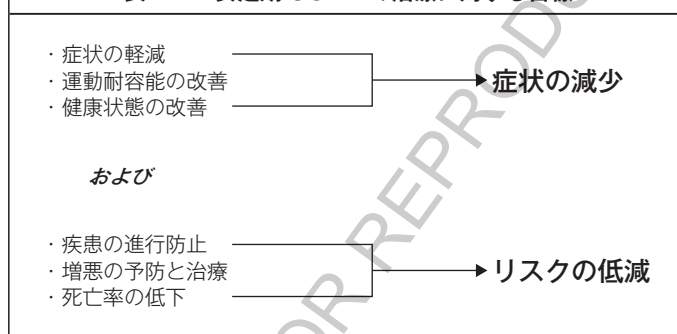 ・症状の軽減
・運動耐容能の改善
・健康状態の改善
症状の減少
および
・疾患の進行防止
・増悪の予防と治療
・死亡率の低下
リスクの低減
OR REPROD